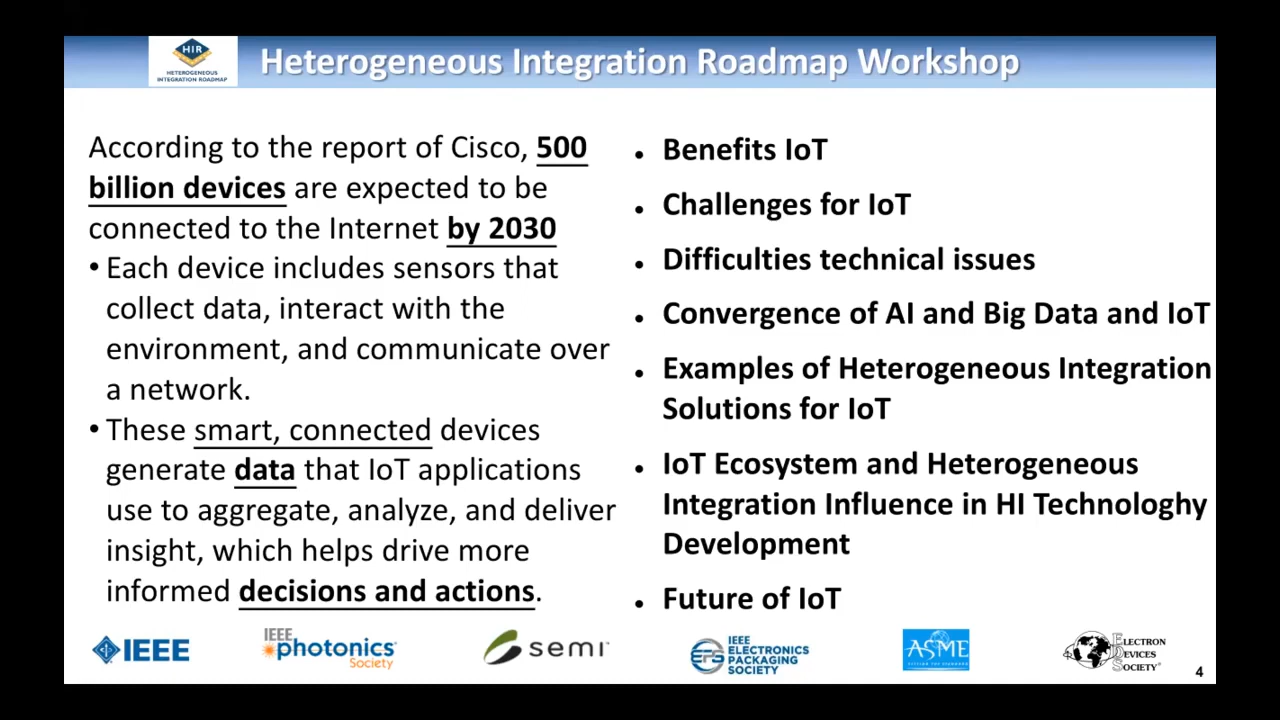 HIR
HETEROGENEOUS
INTEGRATION ROADMAP
Heterogeneous Integration Roadmap Workshop
According to the report of Cisco, 500
billion devices are expected to be
connected to the Internet by 2030
• Each device includes sensors that
collect data, interact with the
environment, and communicate over
a network.
• These smart, connected devices
generate data that IoT applications
use to aggregate, analyze, and deliver
insight, which helps drive more
informed decisions and actions.
• Benefits IoT
• Challenges for IoT
• Difficulties technical issues
• Convergence of AI and Big Data and IoT
• Examples of Heterogeneous Integration
Solutions for IoT
• IoT Ecosystem and Heterogeneous
Integration Influence in HI Technologhy
Development
• Future of IoT
IEEE
IEEE
photonics
Society
semi
EPS
IEEE
ELECTRONICS
PACKAGING
SOCIETY
ASME
SETTING THE STANDARD
ELECTRON
DEVICES
SOCIETY®
4